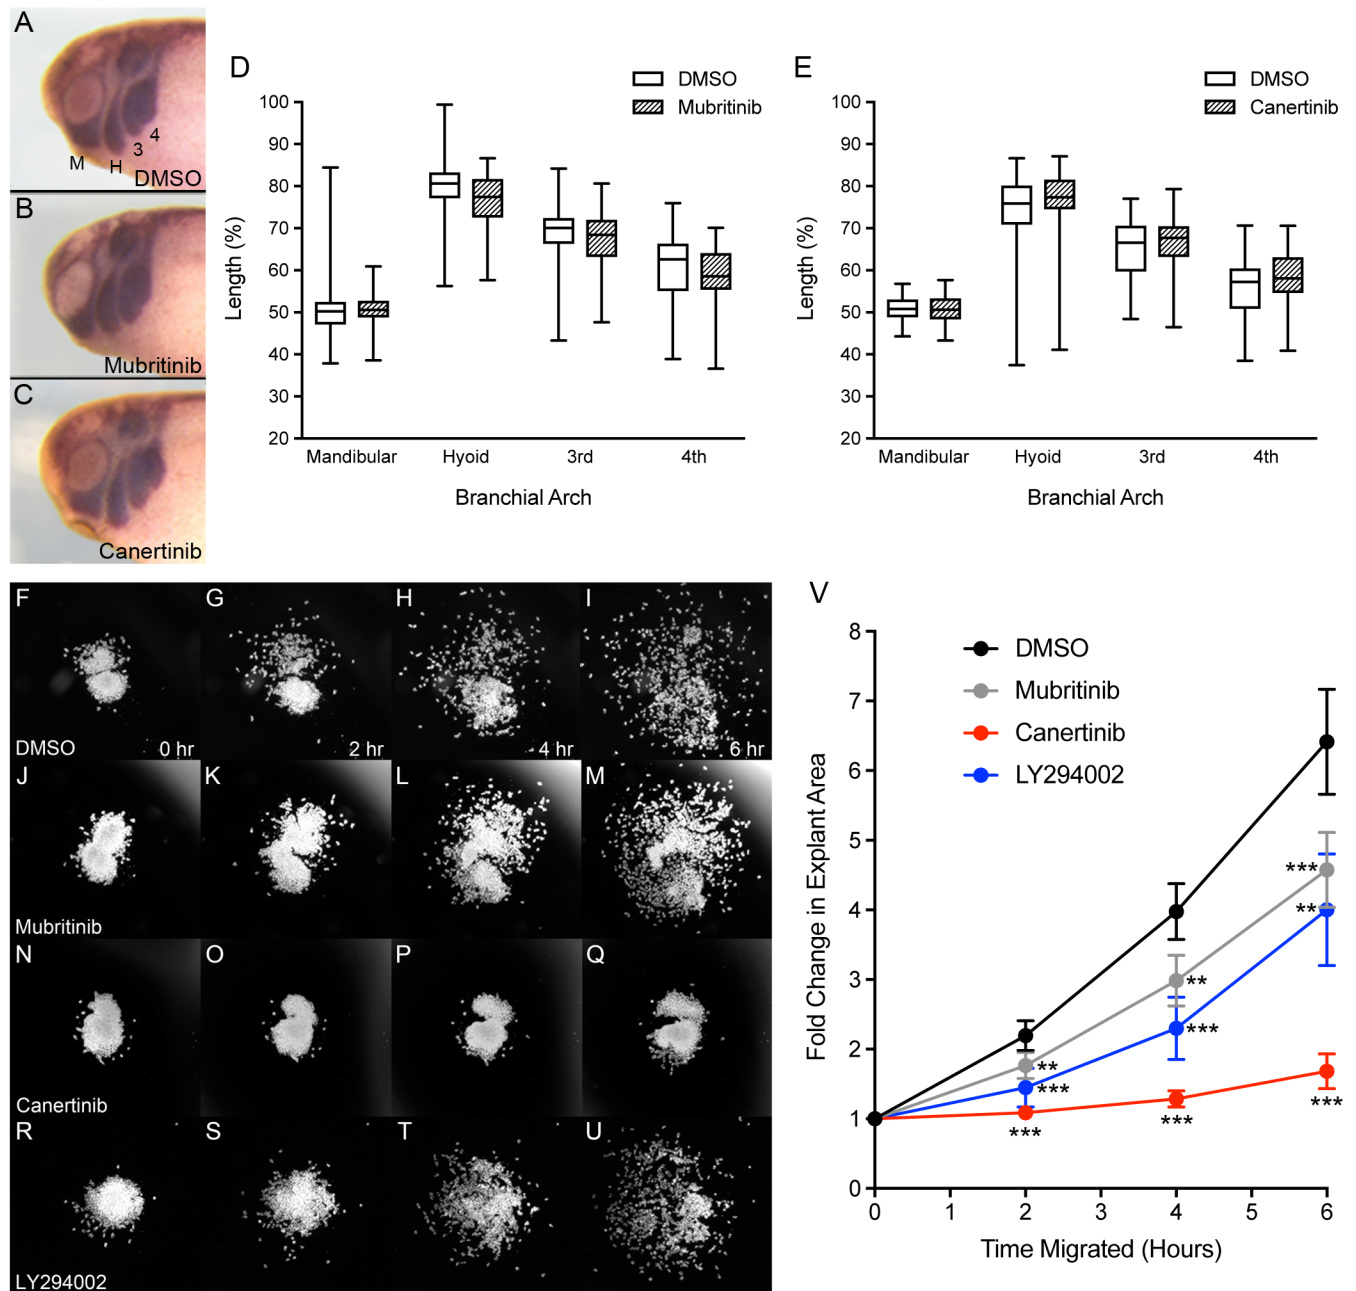 A
M
H
3
4
DMSO
B
Mubritinib
C
Canertinib
D
DMSO
Mubritinib
100
90
80
70
60
50
40
30
20
Length (%)
Mandibular
Hyoid
3rd
4th
Branchial Arch
E
DMSO
Canertinib
100
90
80
70
60
50
40
30
20
Length (%)
Mandibular
Hyoid
3rd
4th
Branchial Arch
F
G
H
I
DMSO
0 hr
2 hr
4 hr
6 hr
J
K
L
M
Mubritinib
N
O
P
Q
Canertinib
R
S
T
U
LY294002
V
DMSO
Mubritinib
Canertinib
LY294002
8
7
6
5
4
3
2
1
0
Fold Change in Explant Area
***
***
**
***
**
***
***
***
***
0 1 2 3 4 5 6
Time Migrated (Hours)